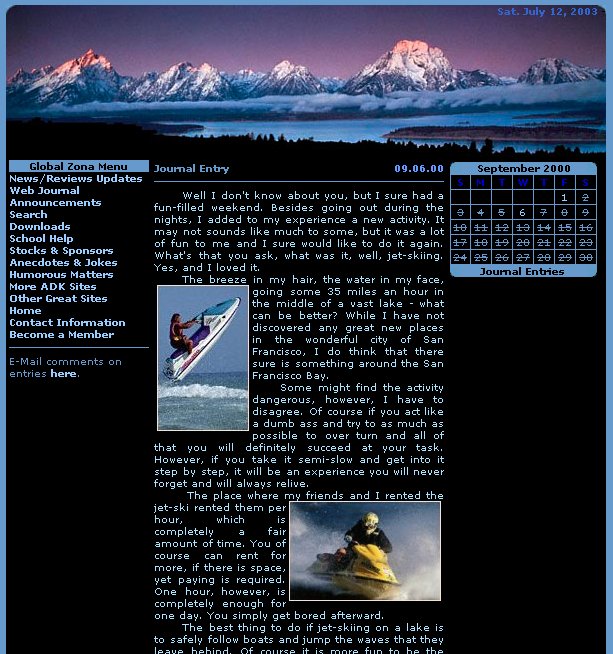 Sat. July 12, 2003
Global Zona Menu
News/Reviews Updates
Web Journal
Announcements
Search
Downloads
School Help
Stocks & Sponsors
Anecdotes & Jokes
Humorous Matters
More ADK Sites
Other Great Sites
Home
Contact Information
Become a Member
E-Mail comments on
entries here.
Journal Entry 09.06.00
Well I don't know about you, but I sure had a
fun-filled weekend. Besides going out during the
nights, I added to my experience a new activity. It
may not sounds like much to some, but it was a lot
of fun to me and I sure would like to do it again.
What's that you ask, what was it, well, jet-skiing.
Yes, and I loved it.
The breeze in my hair, the water in my face,
going some 35 miles an hour in
the middle of a vast lake - what
can be better? While I have not
discovered any great new places
in the wonderful city of San
Francisco, I do think that there
sure is something around the San
Francisco Bay.
Some might find the activity
dangerous, however, I have to
disagree. Of course if you act like
a dumb ass and try to as much as
possible to over turn and all of
that you will definitely succeed at your task.
However, if you take it semi-slow and get into it
step by step, it will be an experience you will never
forget and will always relive.
The place where my friends and I rented the
jet-ski rented them per
hour, which is
completely a fair
amount of time. You of
course can rent for
more, if there is space,
yet paying is required.
One hour, however, is
completely enough for
one day. You simply get bored afterward.
The best thing to do if jet-skiing on a lake is
to safely follow boats and jump the waves that they
leave behind. Of course it is more fun to be the
September 2000
S M T W T F S
1 2
3 4 5 6 7 8 9
10 11 12 13 14 15 16
17 18 19 20 21 22 23
24 25 26 27 28 29 30
Journal Entries